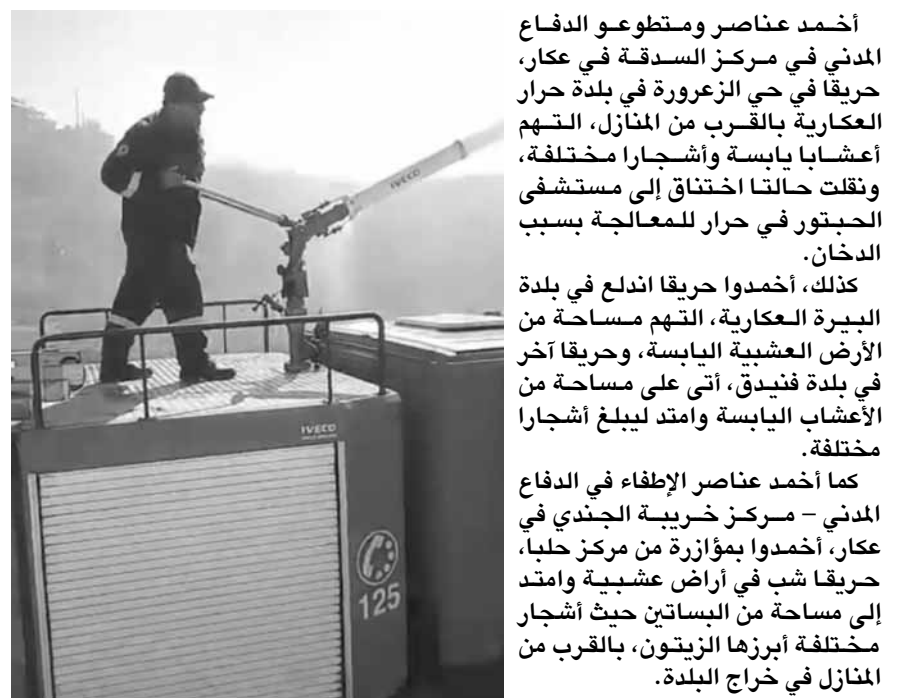 أخمد عناصر ومتطوعو الدفاع
المدني في مركز السدقة في عكار،
حريقا في حي الزعرورة في بلدة حرار
العكارية بالقرب من المنازل، التهم
أعشابا يابسة وأشجارا مختلفة،
ونقلت حالتا اختناق إلى مستشفى
الحبتور في حرار للمعالجة بسبب
الدخان.
كذلك، أخمدوا حريقا اندلع في بلدة
البيرة العكارية، التهم مساحة من
الأرض العشبية اليابسة، وحريقا آخر
في بلدة فنيدق، أتى على مساحة من
الأعشاب اليابسة وامتد ليبلغ أشجارا
مختلفة.
كما أخمد عناصر الإطفاء في الدفاع
المدني – مركز خريبة الجندي في
عكار، أخمدوا بمؤازرة من مركز حلبا،
حريقا شب في أراض عشبية وامتد
إلى مساحة من البساتين حيث أشجار
مختلفة أبرزها الزيتون، بالقرب من
المنازل في خراج البلدة.
IVECO
IVECO
125